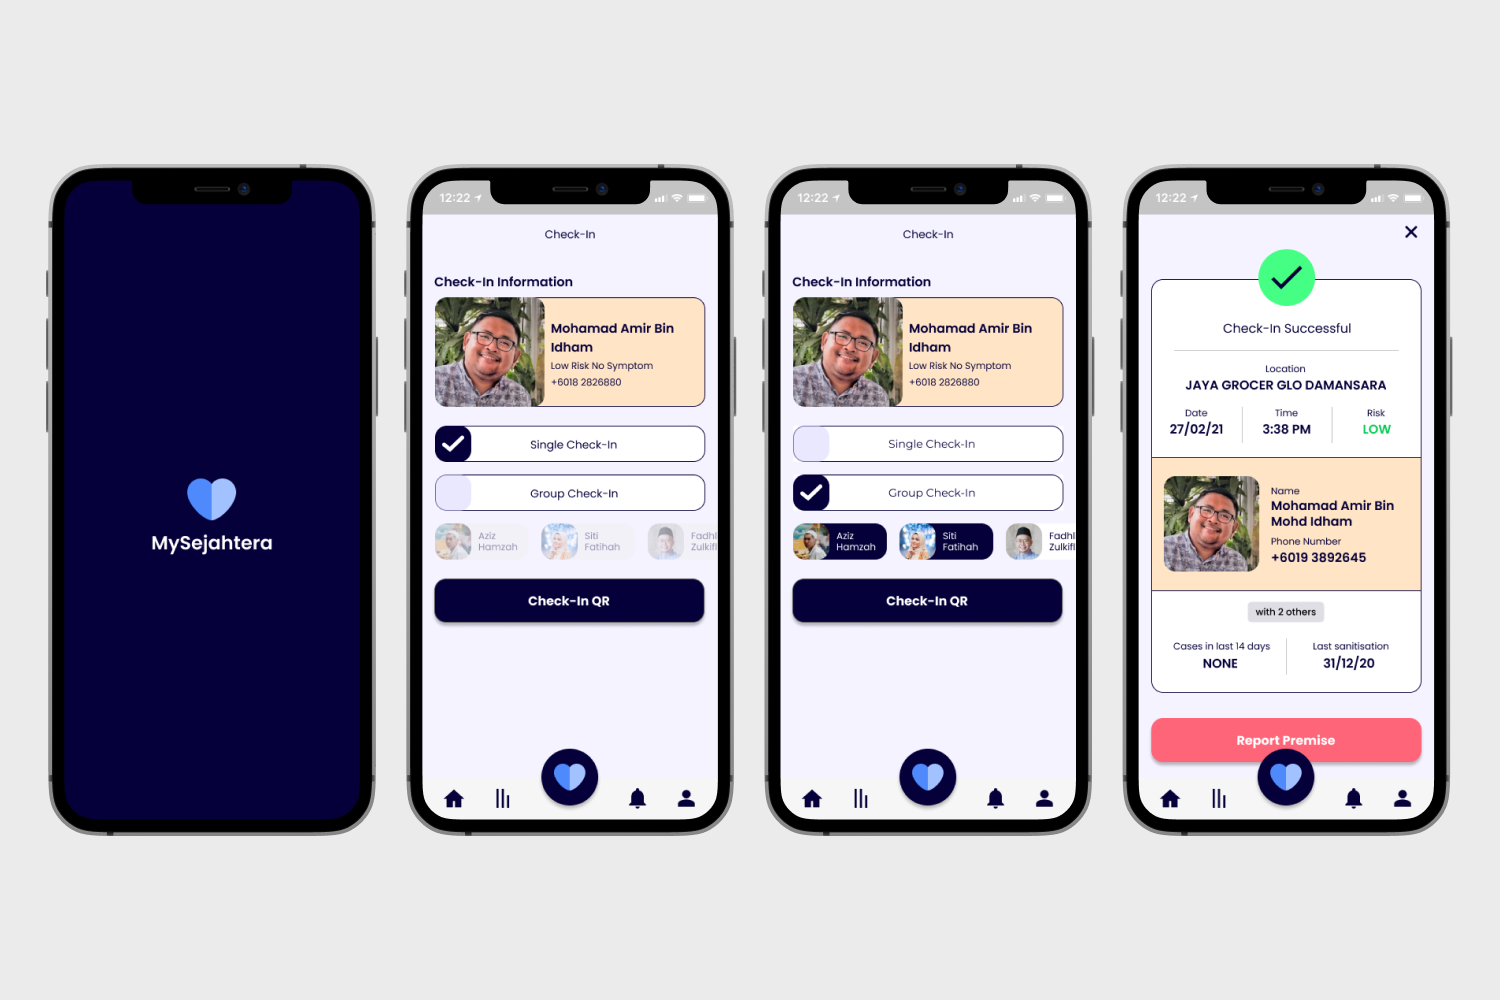 MySejahtera
12:22
Check-In
Check-In Information
Mohamad Amir Bin
Idham
Low Risk No Symptom
+6018 2826880
Single Check-In
Group Check-In
Aziz
Hamzah
Siti
Fatihah
Fadhl
Zulkifl
Check-In QR
12:22
Check-In
Check-In Information
Mohamad Amir Bin
Idham
Low Risk No Symptom
+6018 2826880
Single Check-In
Group Check-In
Aziz
Hamzah
Siti
Fatihah
Fadhl
Zulkifl
Check-In QR
12:22
Check-In Successful
Location
JAYA GROCER GLO DAMANSARA
Date
27/02/21
Time
3:38 PM
Risk
LOW
Name
Mohamad Amir Bin
Mohd Idham
Phone Number
+6019 3892645
with 2 others
Cases in last 14 days
NONE
Last sanitisation
31/12/20
Report Premise